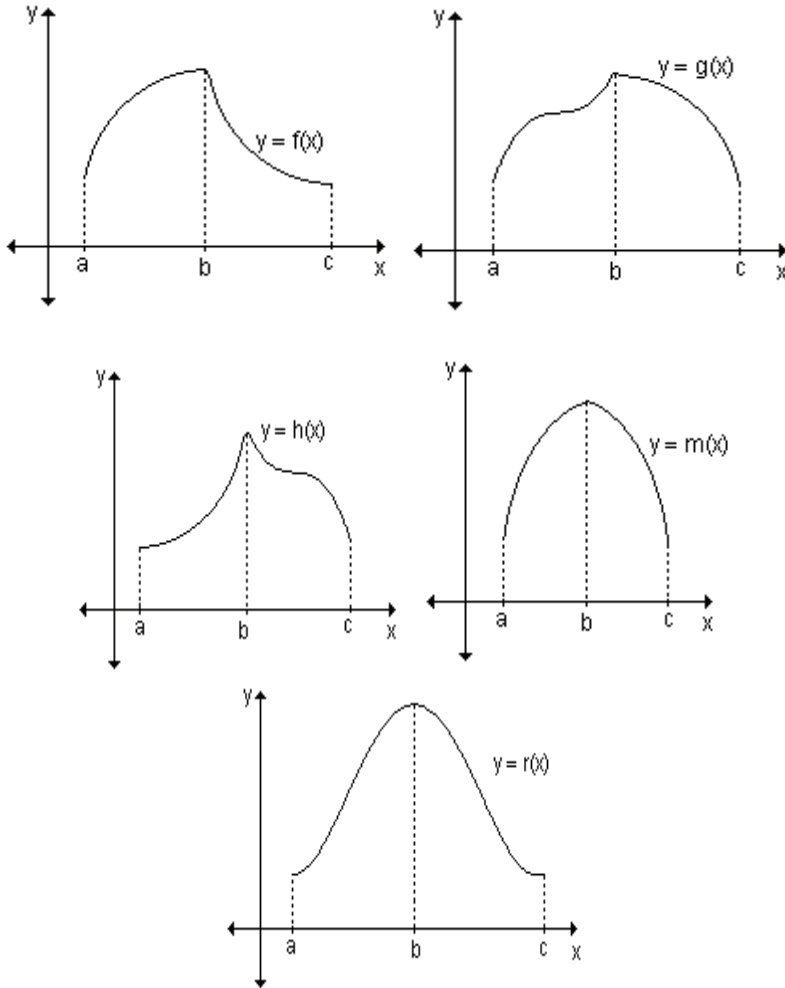 y
y = f(x)
a b c x
y
y = g(x)
a b c x
y
y = h(x)
a b c x
y
y = m(x)
a b c x
y
y = r(x)
a b c x